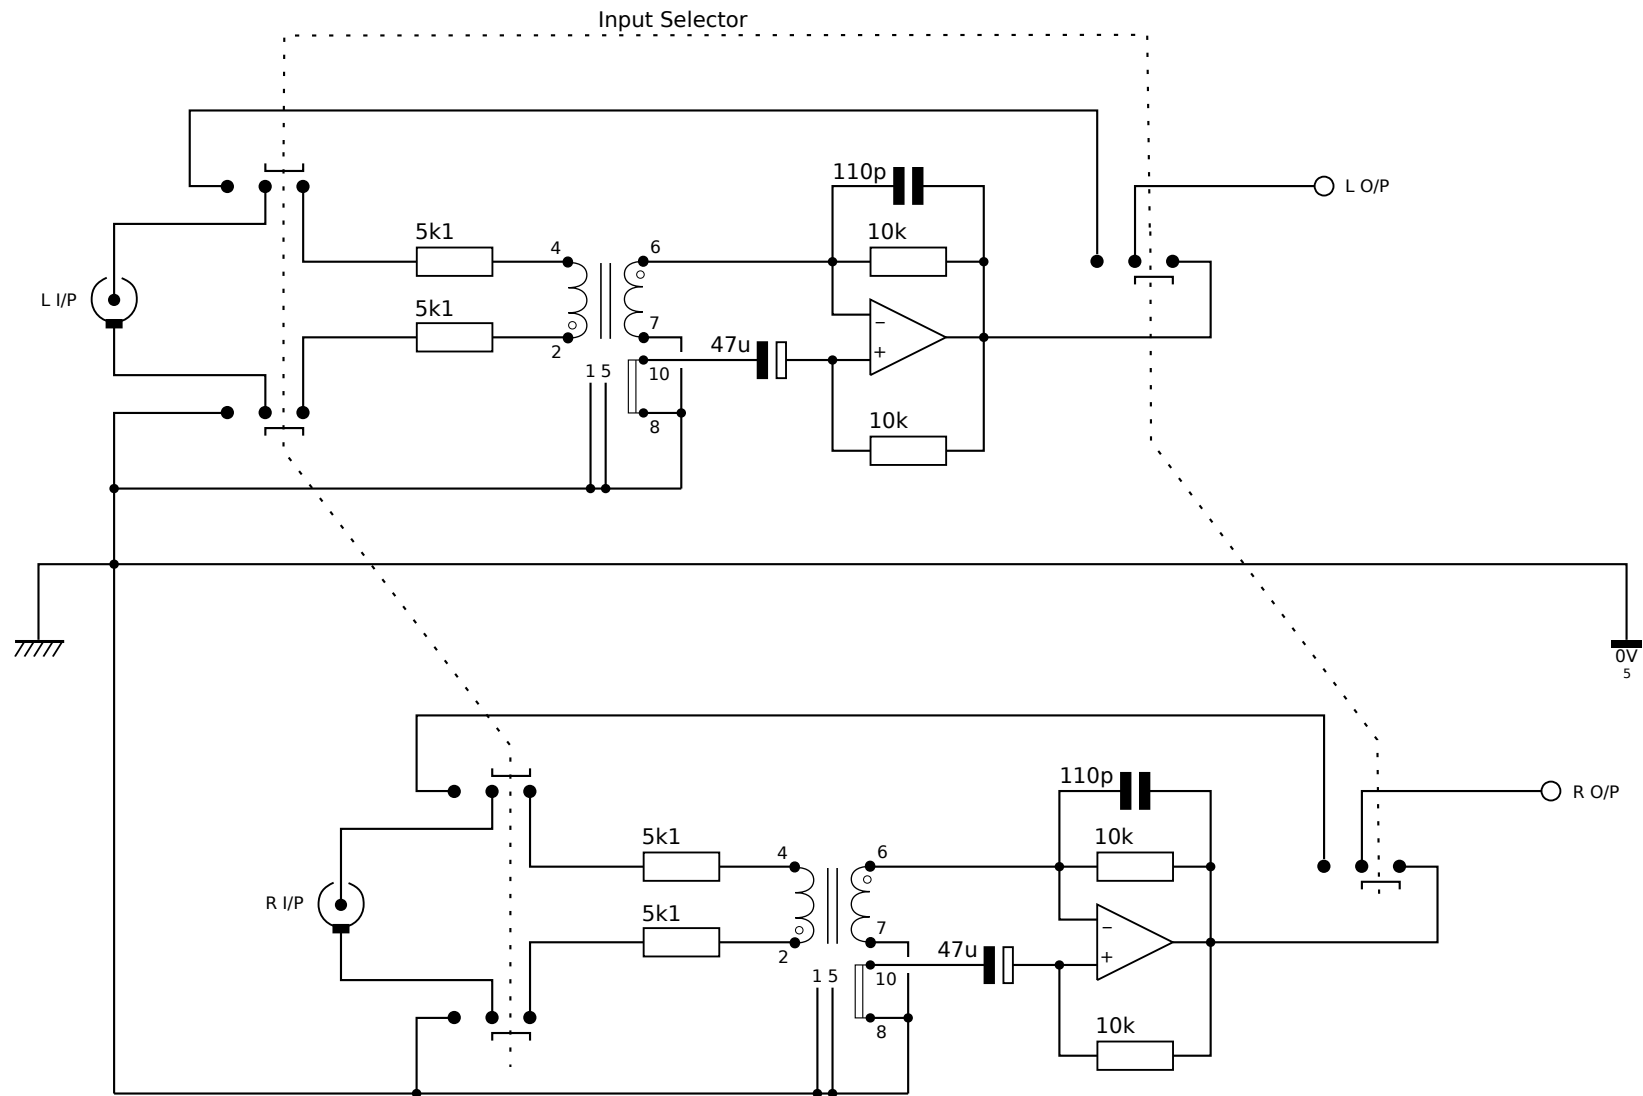 Input Selector
110p
L O/P
5k1
4
6
10k
L I/P
5k1
7
−
47u
+
2
1 5
10
10k
8
0V
5
110p
R O/P
5k1
4
6
10k
R I/P
5k1
7
−
47u
+
2
1 5
10
10k
8